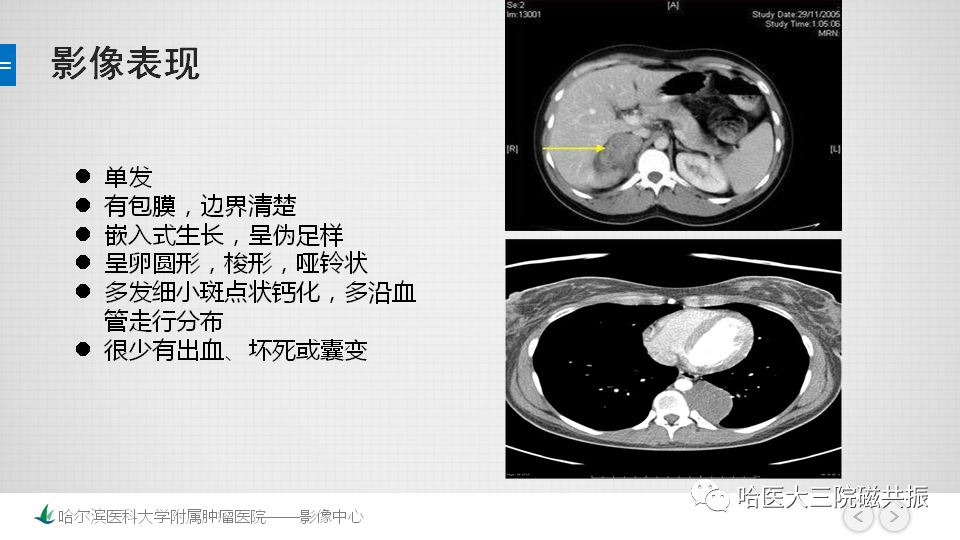 影像表现
单发
有包膜，边界清楚
嵌入式生长，呈伪足样
呈卵圆形，梭形，哑铃状
多发细小斑点状钙化，多沿血
管走行分布
很少有出血、坏死或囊变
Se:2
Im:13001
[A]
Study Date:29/11/2005
Study Time:1:05:06
MRN:
[R]
[L]
哈医大三院磁共振
哈尔滨医科大学附属肿瘤医院——影像中心